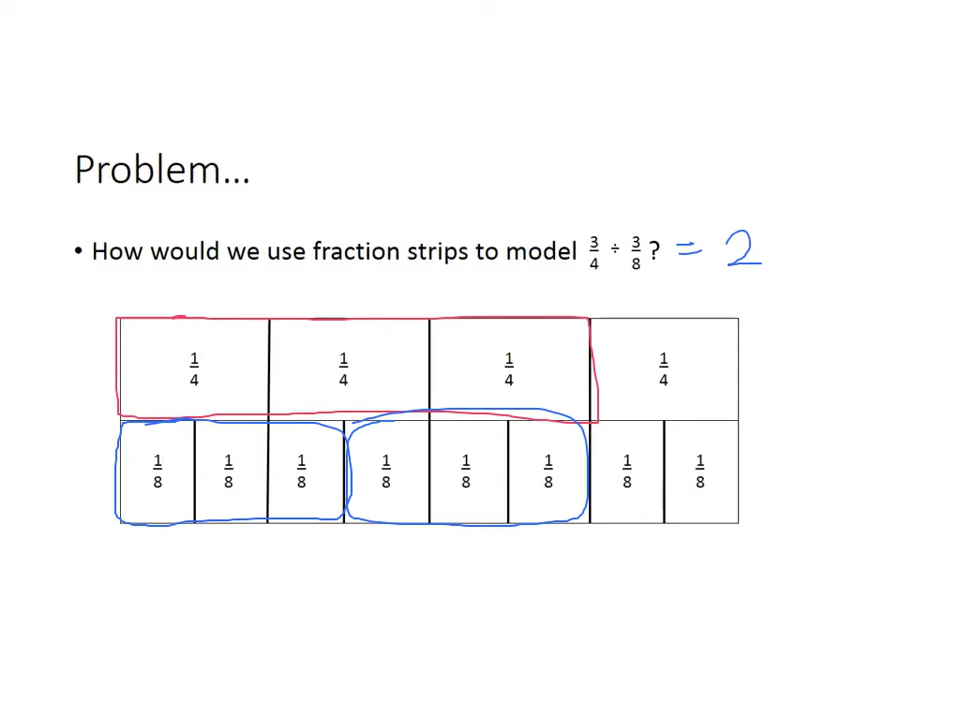 Problem...
• How would we use fraction strips to model 3/4 ÷ 3/8 ? = 2
1/4 1/4 1/4 1/4
1/8 1/8 1/8 1/8 1/8 1/8 1/8 1/8